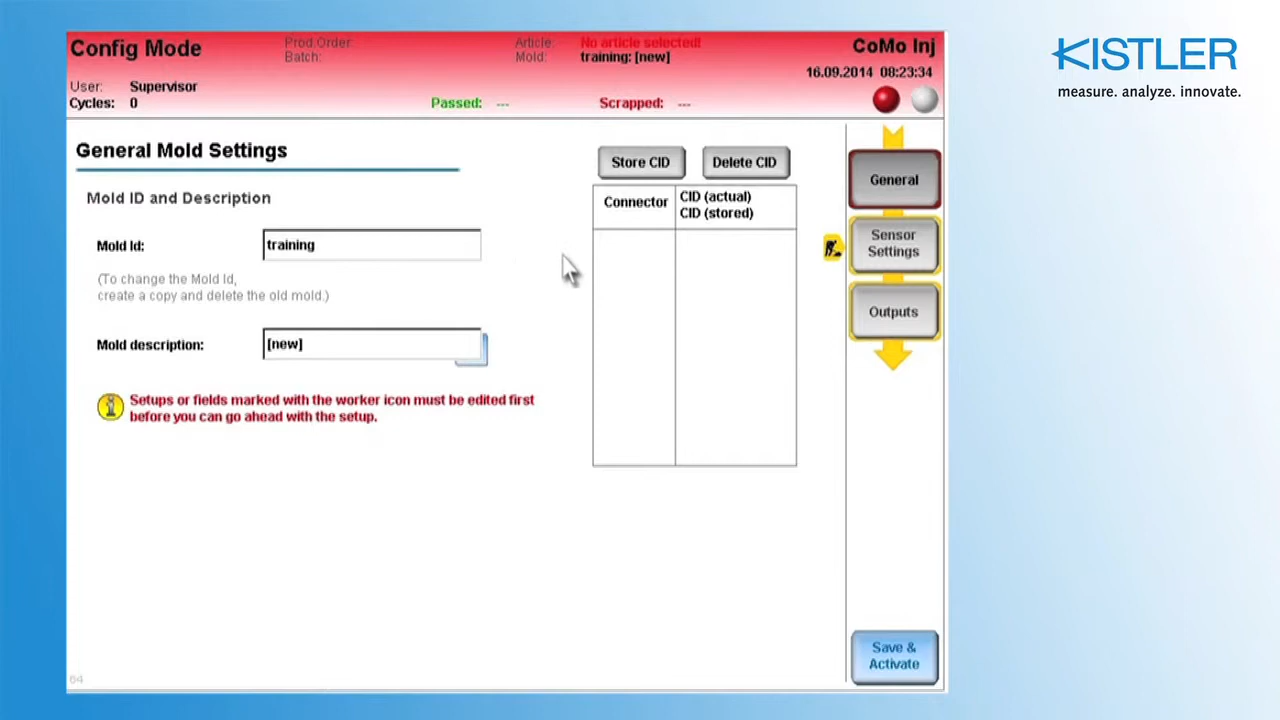 Config Mode
Prod.Order:
Batch:
Article:
No article selected!
Mold:
training: [new]
CoMo Inj
16.09.2014 08:23:34
User:
Supervisor
Cycles: 0
Passed: ---
Scrapped: ---
KISTLER
measure. analyze. innovate.
General Mold Settings
Mold ID and Description
Mold Id:
training
(To change the Mold Id,
create a copy and delete the old mold.)
Mold description:
[new]
Setups or fields marked with the worker icon must be edited first
before you can go ahead with the setup.
Store CID
Delete CID
Connector
CID (actual)
CID (stored)
General
Sensor
Settings
Outputs
Save &
Activate
64